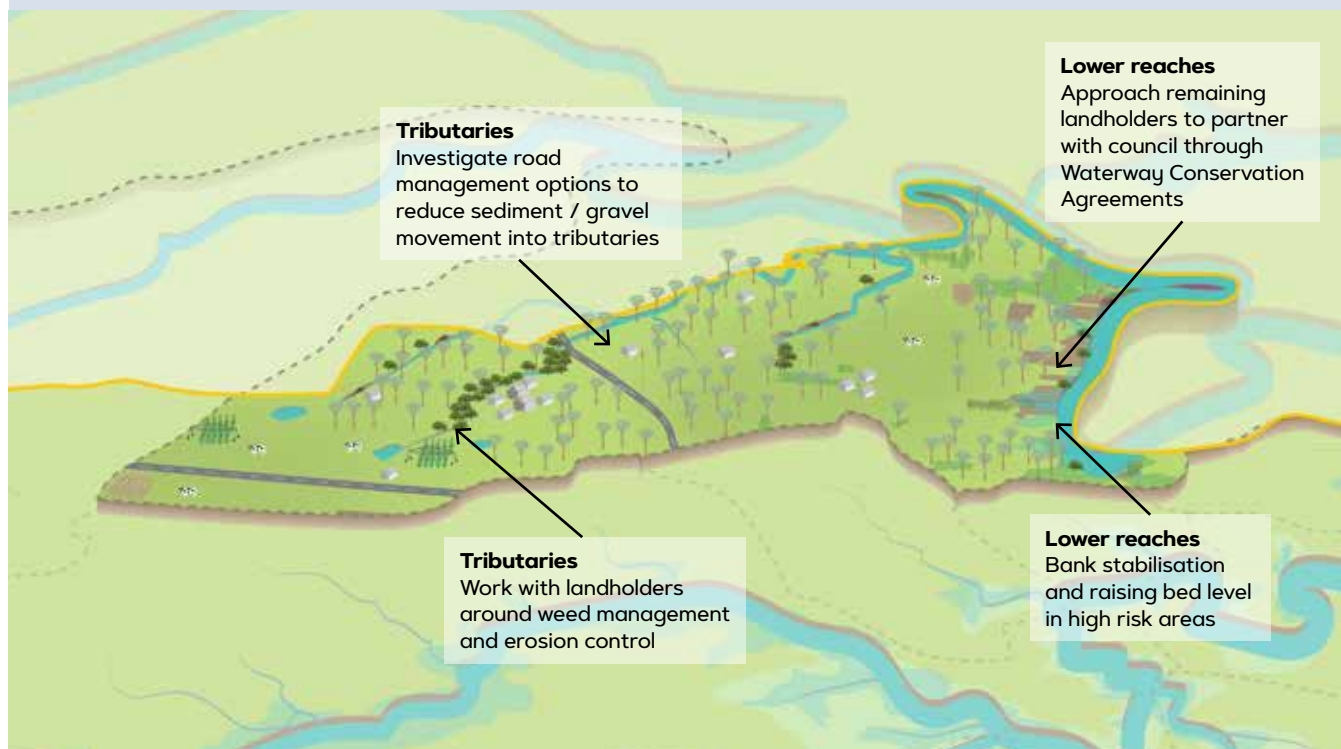 Tributaries
Investigate road
management options to
reduce sediment / gravel
movement into tributaries
Lower reaches
Approach remaining
landholders to partner
with council through
Waterway Conservation
Agreements
Tributaries
Work with landholders
around weed management
and erosion control
Lower reaches
Bank stabilisation
and raising bed level
in high risk areas